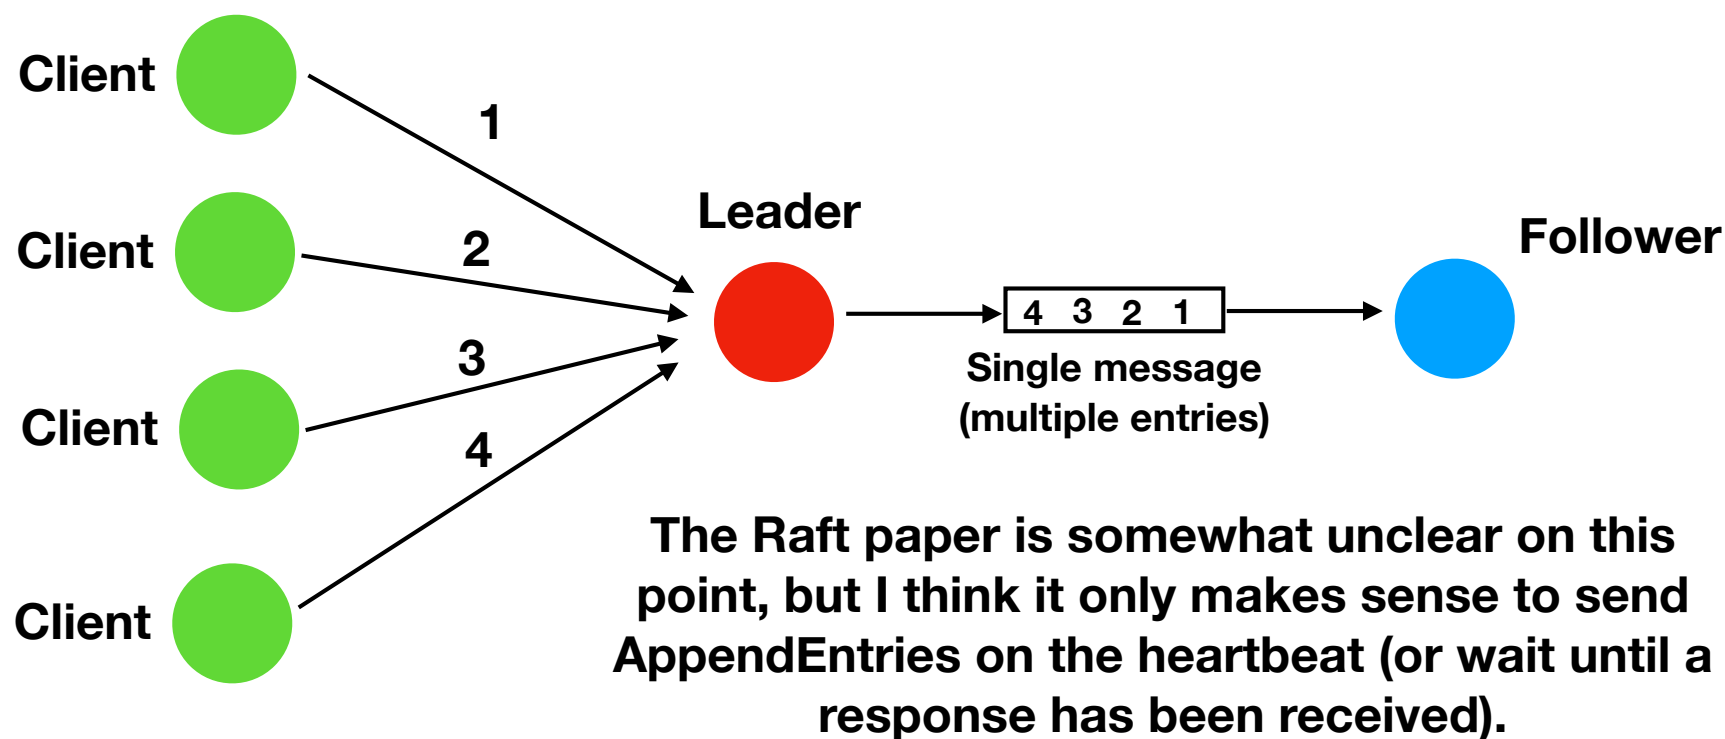 Client
1
Client
2
Client
3
Client
4
Leader
4 3 2 1
Single message
(multiple entries)
Follower
The Raft paper is somewhat unclear on this
point, but I think it only makes sense to send
AppendEntries on the heartbeat (or wait until a
response has been received).